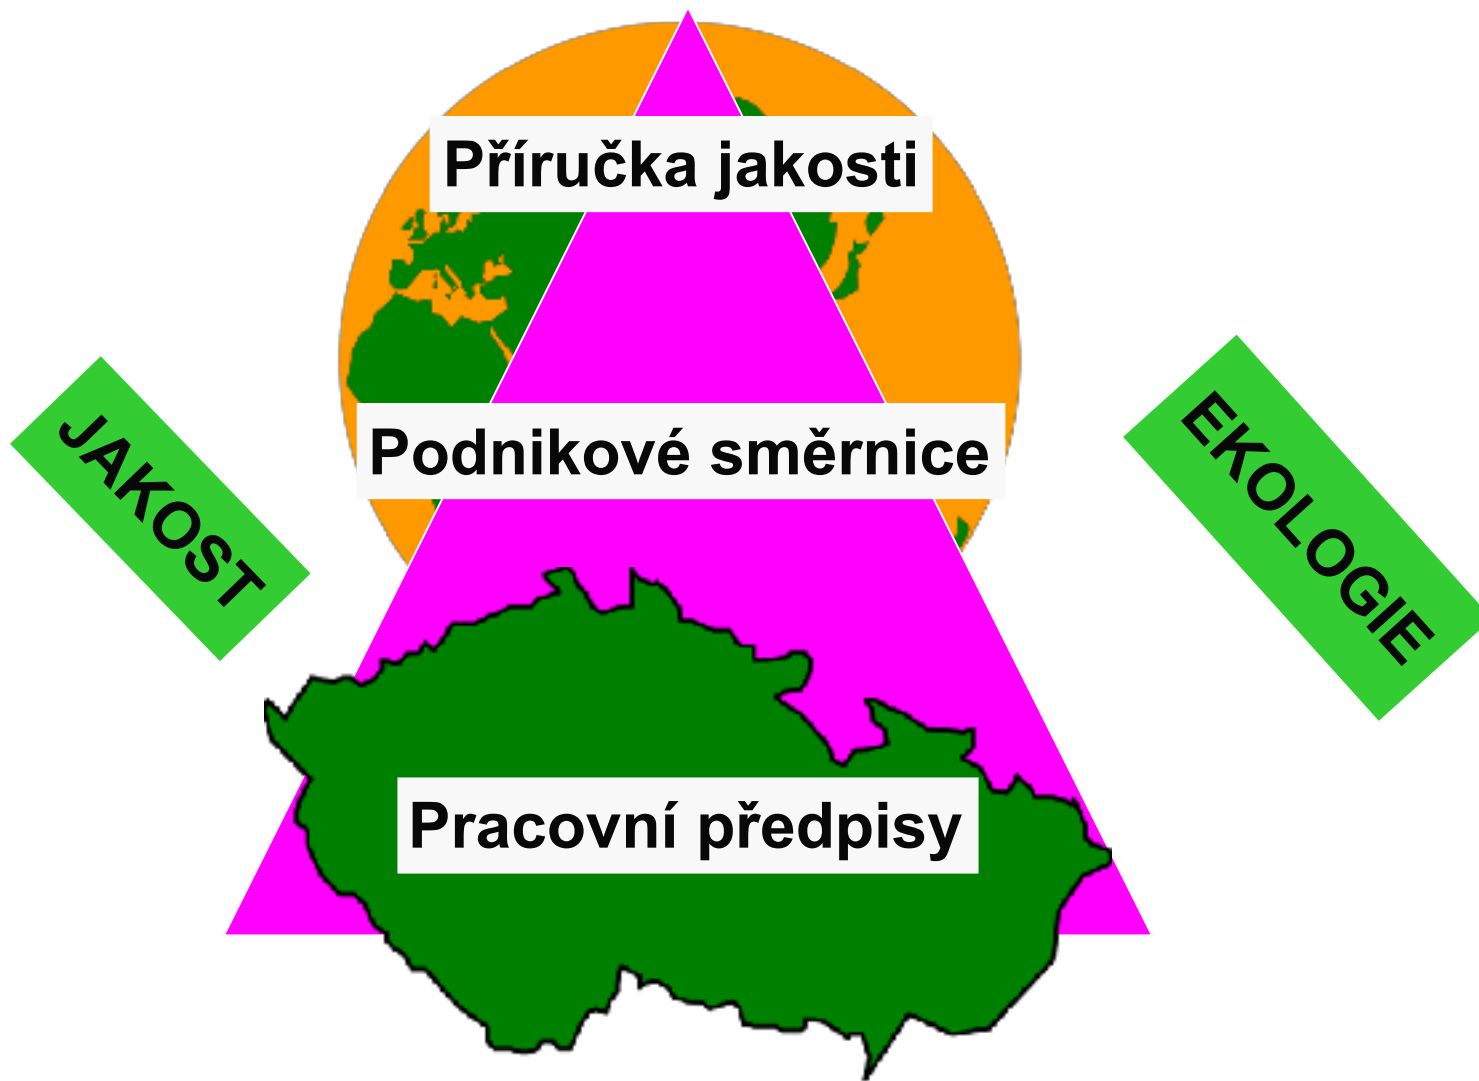 Příručka jakosti
JAKOST
Podnikové směrnice
EKOLOGIE
Pracovní předpisy